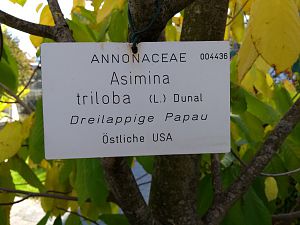 ANNONACEAE 004436
Asimina
triloba (L.) Dunal
Dreilappige Papau
Östliche USA